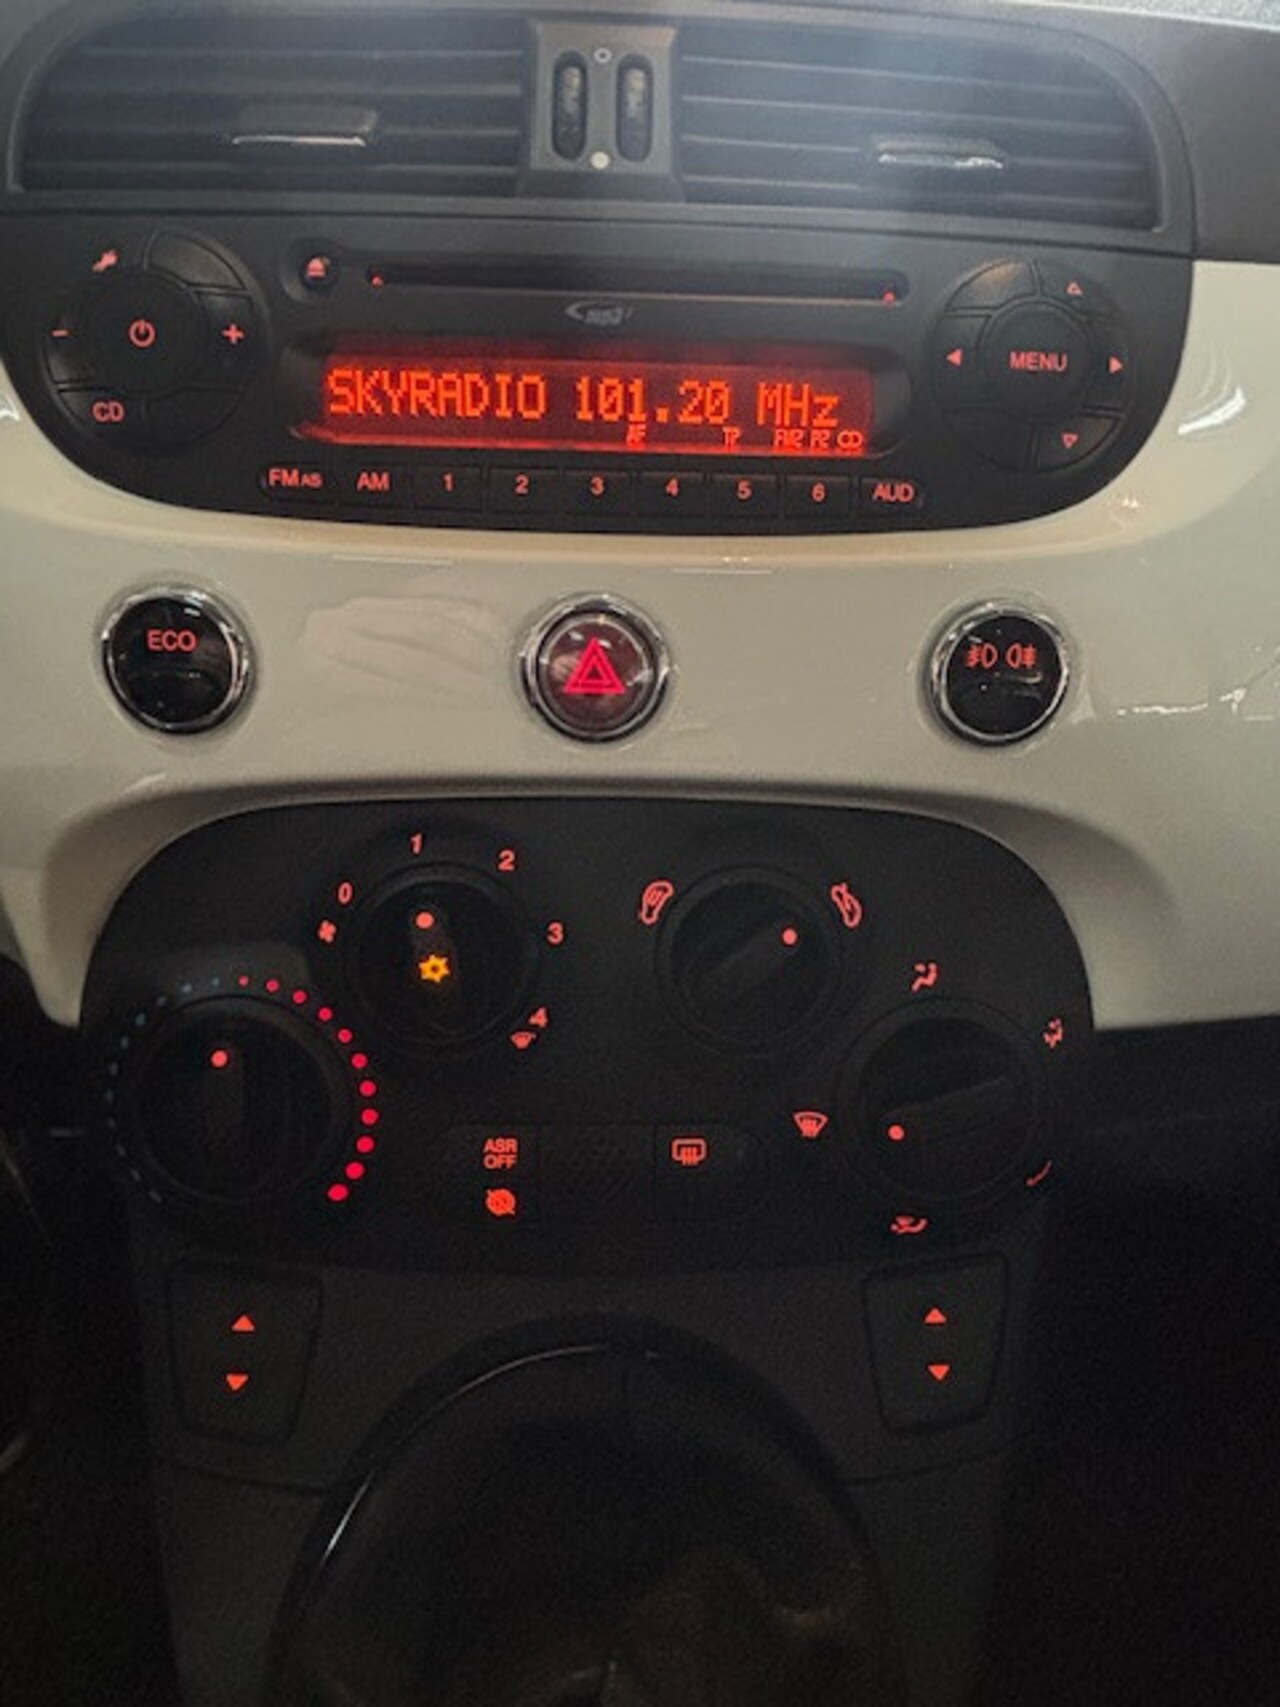 mp3
SKYRADIO 101.20 MHz
AF TP
CD
MENU
FM AS AM 1 2 3 4 5 6 AUD
ECO
0 1 2 3 4
ASR
OFF